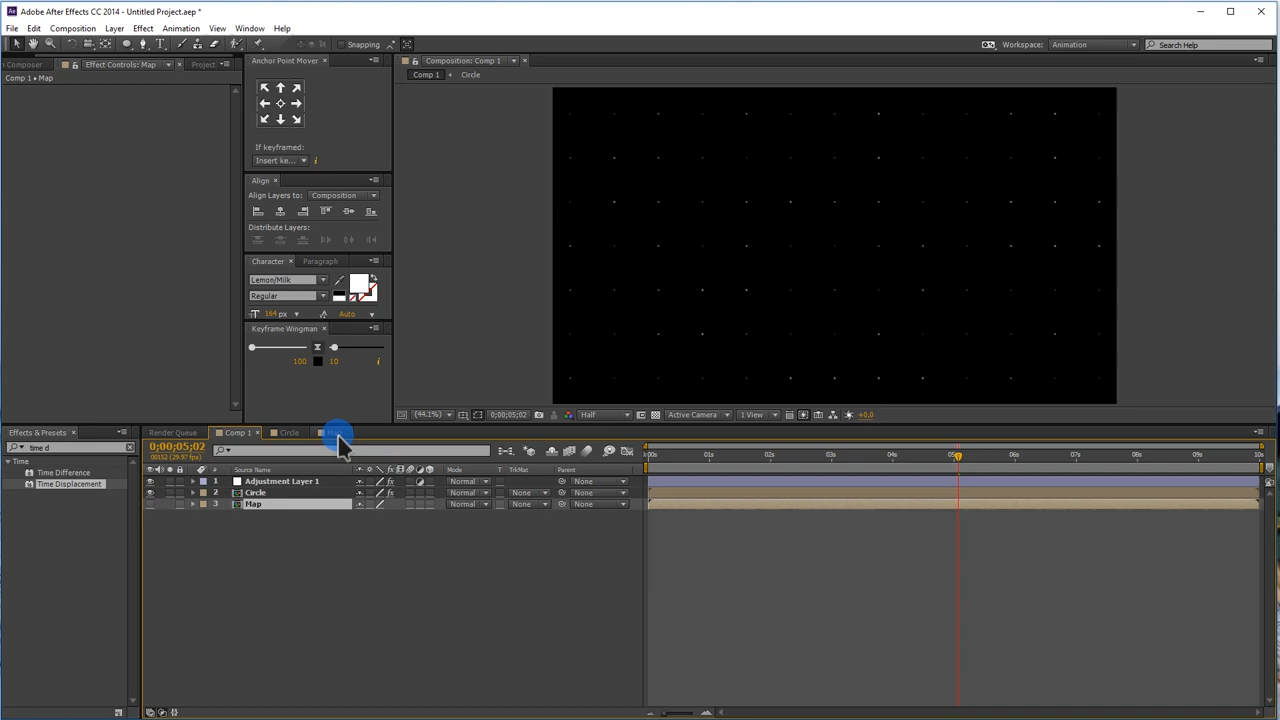 Adobe After Effects CC 2014 - Untitled Project.aep *
File Edit Composition Layer Effect Animation View Window Help
Snapping
Workspace: Animation
Search Help
Composer
Effect Controls: Map
Project
Comp 1 • Map
Anchor Point Mover
If keyframed:
Insert ke...
Align
Align Layers to: Composition
Distribute Layers:
Character
Paragraph
Lemon/Milk
Regular
164 px
Auto
Keyframe Wingman
100
10
Composition: Comp 1
Comp 1
Circle
(44.1%)
0;00;05;02
Half
Active Camera
1 View
+0.0
Effects & Presets
time d
Time
Time Difference
Time Displacement
Render Queue
Comp 1
Circle
0;00;05;02
00152 (29.97 fps)
# Source Name Mode T TrkMat Parent
1 Adjustment Layer 1 Normal None
2 Circle Normal None None
3 Map Normal None None
:00s 01s 02s 03s 04s 05s 06s 07s 08s 09s 10s